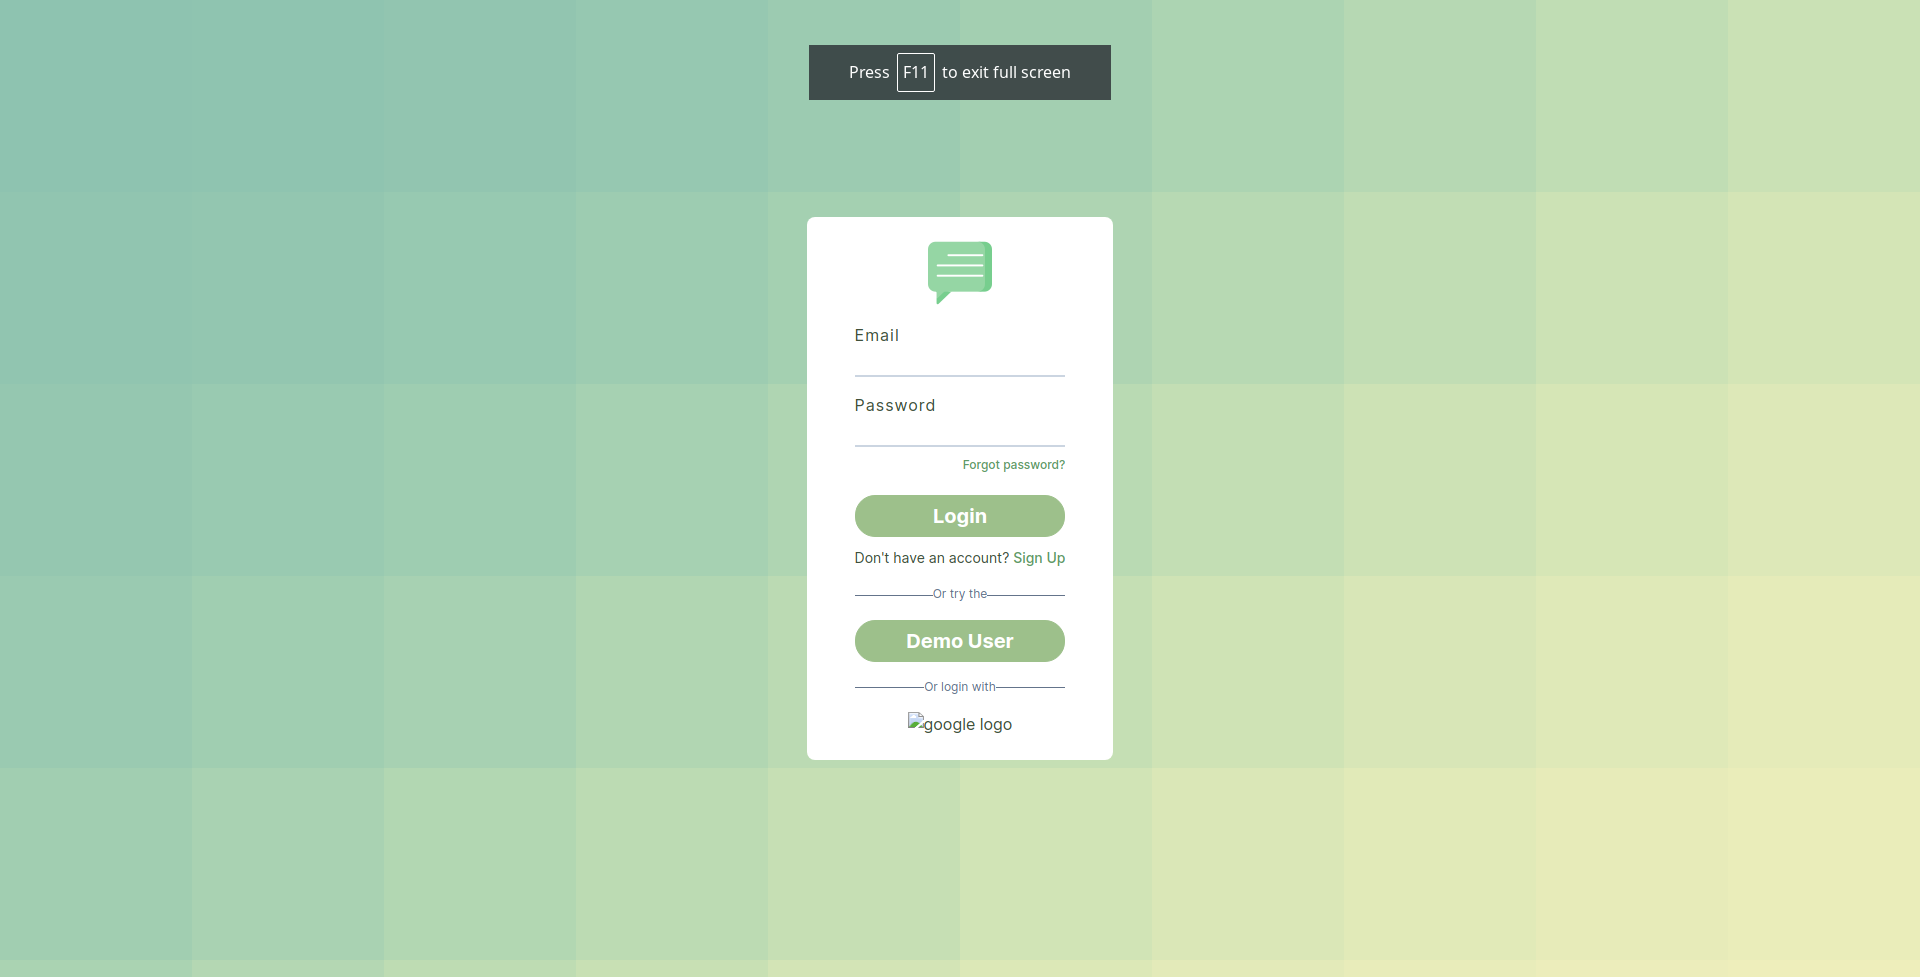 Press F11 to exit full screen
Email
Password
Forgot password?
Login
Don't have an account? Sign Up
Or try the
Demo User
Or login with
google logo